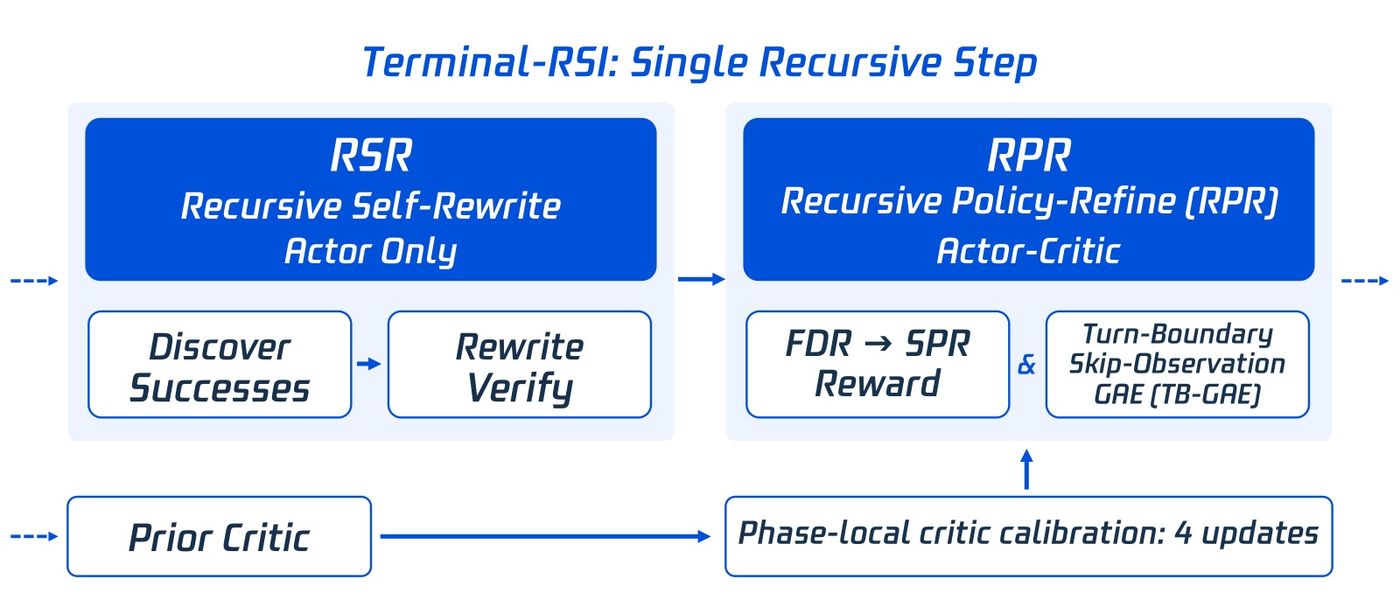 Terminal-RSI: Single Recursive Step
RSR
Recursive Self-Rewrite
Actor Only
Discover
Successes
Rewrite
Verify
RPR
Recursive Policy-Refine (RPR)
Actor-Critic
FDR → SPR
Reward
&
Turn-Boundary
Skip-Observation
GAE (TB-GAE)
Prior Critic
Phase-local critic calibration: 4 updates